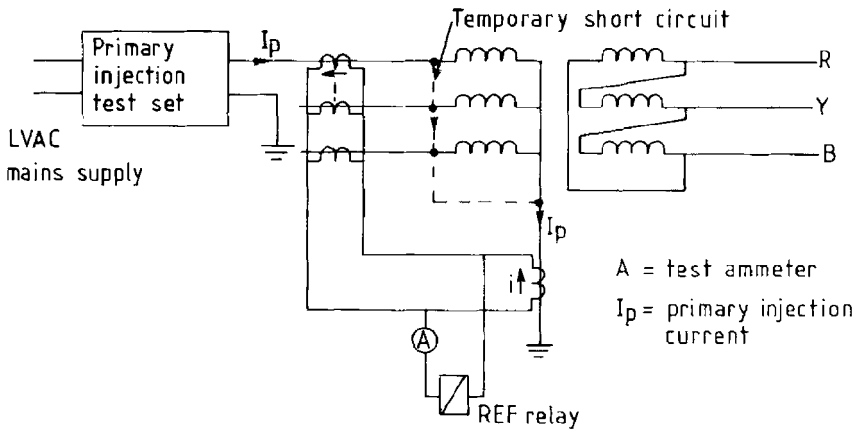 Temporary short circuit
Primary
injection
test set
Ip
R
Y
LVAC
mains supply
B
Ip
i
A = test ammeter
Ip = primary injection
current
A
REF relay